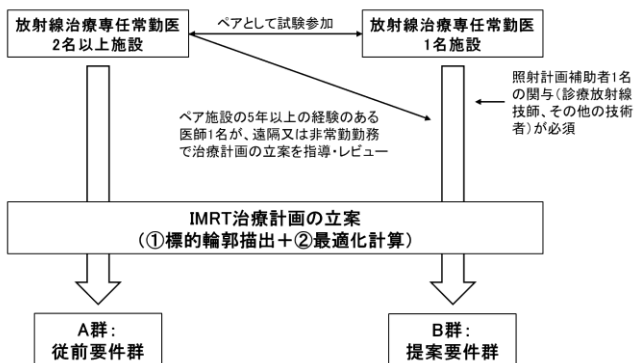 放射線治療専任常勤医
2名以上施設
ペアとして試験参加
放射線治療専任常勤医
1名施設
照射計画補助者1名
の関与(診療放射線
技師、その他の技術
者)が必須
ペア施設の5年以上の経験のある
医師1名が、遠隔又は非常勤勤務
で治療計画の立案を指導・レビュー
IMRT治療計画の立案
(①標的輪郭描出+②最適化計算)
A群:
従前要件群
B群:
提案要件群